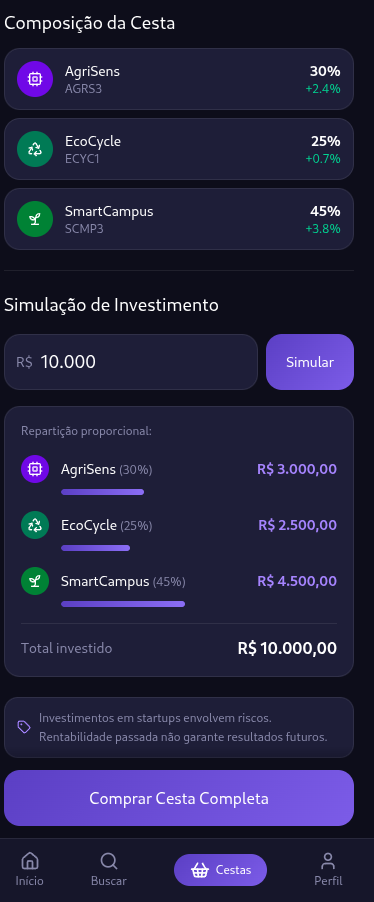 Composição da Cesta
AgriSens 30%
AGRS3 +2.4%
EcoCycle 25%
ECYC1 +0.7%
SmartCampus 45%
SCMP3 +3.8%
Simulação de Investimento
R$ 10.000 Simular
Repartição proporcional:
AgriSens (30%) R$ 3.000,00
EcoCycle (25%) R$ 2.500,00
SmartCampus (45%) R$ 4.500,00
Total investido R$ 10.000,00
Investimentos em startups envolvem riscos.
Rentabilidade passada não garante resultados futuros.
Comprar Cesta Completa
Início Buscar Cestas Perfil